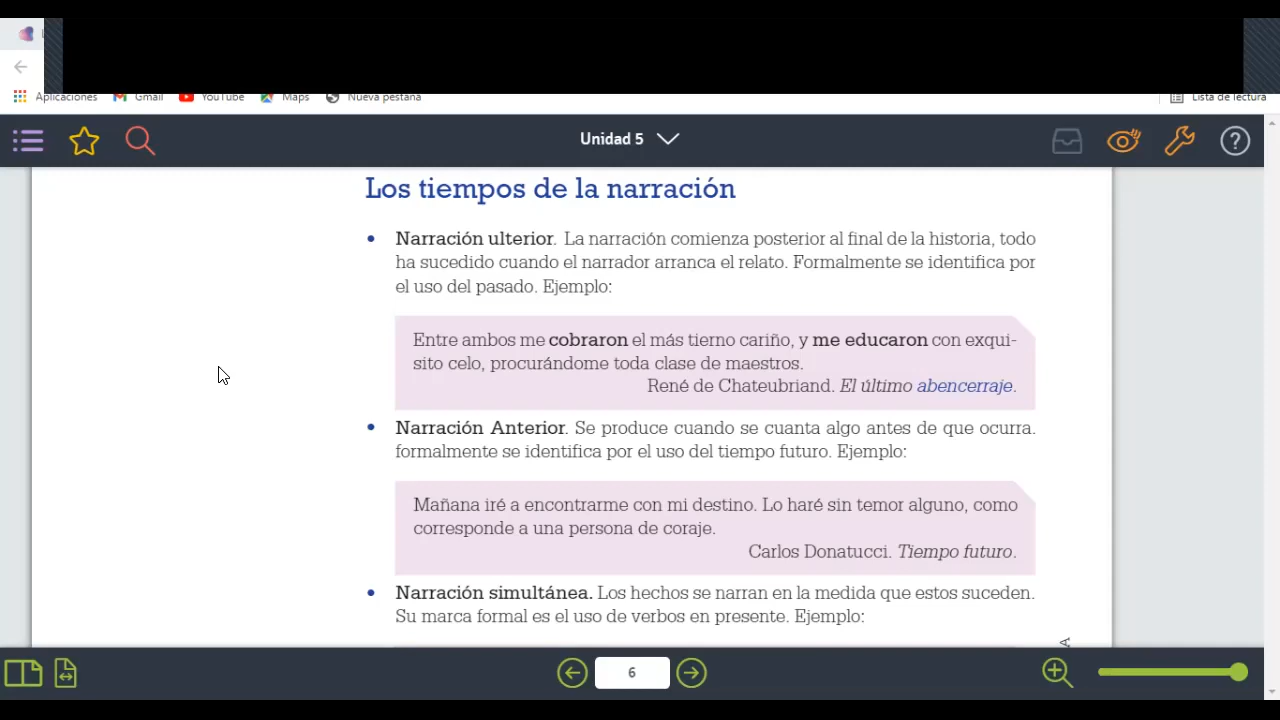 Aplicaciones Gmail YouTube Maps Nueva pestaña Lista de lectura
Unidad 5
Los tiempos de la narración
• Narración ulterior. La narración comienza posterior al final de la historia, todo
ha sucedido cuando el narrador arranca el relato. Formalmente se identifica por
el uso del pasado. Ejemplo:
Entre ambos me cobraron el más tierno cariño, y me educaron con exqui-
sito celo, procurándome toda clase de maestros.
René de Chateubriand. El último abencerraje.
• Narración Anterior. Se produce cuando se cuanta algo antes de que ocurra.
formalmente se identifica por el uso del tiempo futuro. Ejemplo:
Mañana iré a encontrarme con mi destino. Lo haré sin temor alguno, como
corresponde a una persona de coraje.
Carlos Donatucci. Tiempo futuro.
• Narración simultánea. Los hechos se narran en la medida que estos suceden.
Su marca formal es el uso de verbos en presente. Ejemplo:
A
6